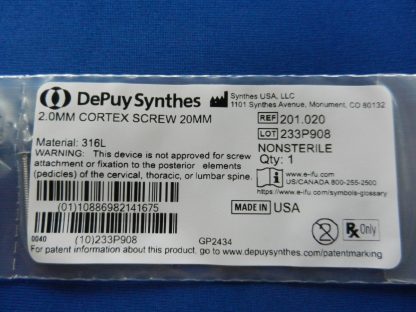 DePuy Synthes
Synthes USA, LLC
1101 Synthes Avenue, Monument, CO 80132
2.0MM CORTEX SCREW 20MM
REF 201.020
LOT 233P908
Material: 316L
NONSTERILE
Qty: 1
WARNING: This device is not approved for screw
attachment or fixation to the posterior elements
(pedicles) of the cervical, thoracic, or lumbar spine.
www.e-ifu.com
US/CANADA 800-255-2500
https://www.e-ifu.com/symbols-glossary
(01)10886982141675
MADE IN USA
0040
(10)233P908
GP2434
2
Rx Only
For patent information about this product, go to www.depuysynthes.com/patentmarking